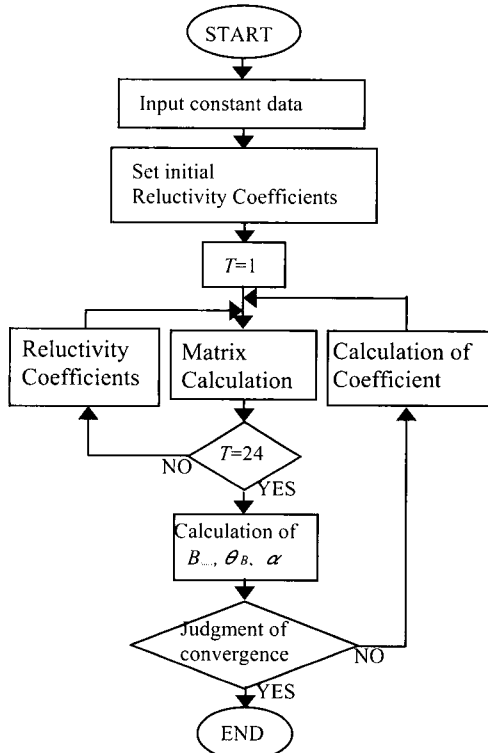 START
Input constant data
Set initial
Reluctivity Coefficients
T=1
Reluctivity
Coefficients
Matrix
Calculation
Calculation of
Coefficient
T=24
NO
YES
Calculation of
B , θB、α
Judgment of
convergence
NO
YES
END